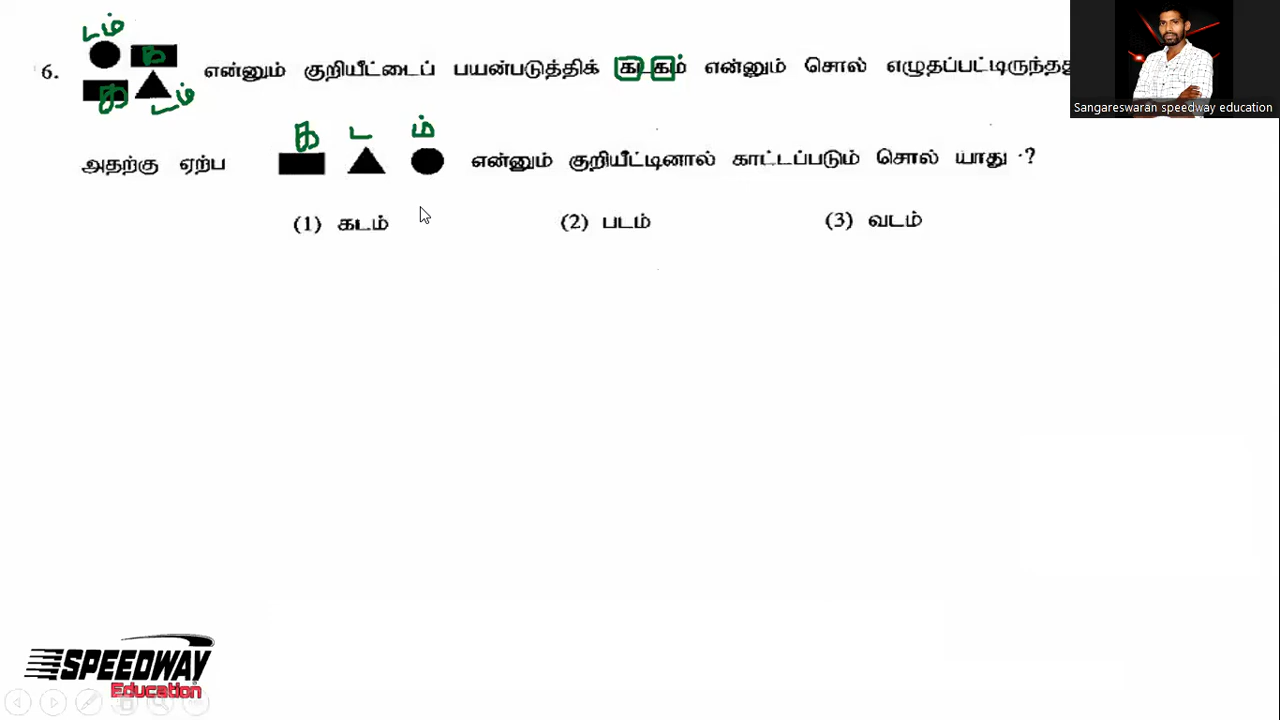 டம்
க
6. என்னும் குறியீட்டைப் பயன்படுத்திக் கடகம் என்னும் சொல் எழுதப்பட்டிருந்தது
க டம்
Sangareswaran speedway education
க ட ம்
அதற்கு ஏற்ப என்னும் குறியீட்டினால் காட்டப்படும் சொல் யாது ?
(1) கடம் (2) படம் (3) வடம்
SPEEDWAY
Education